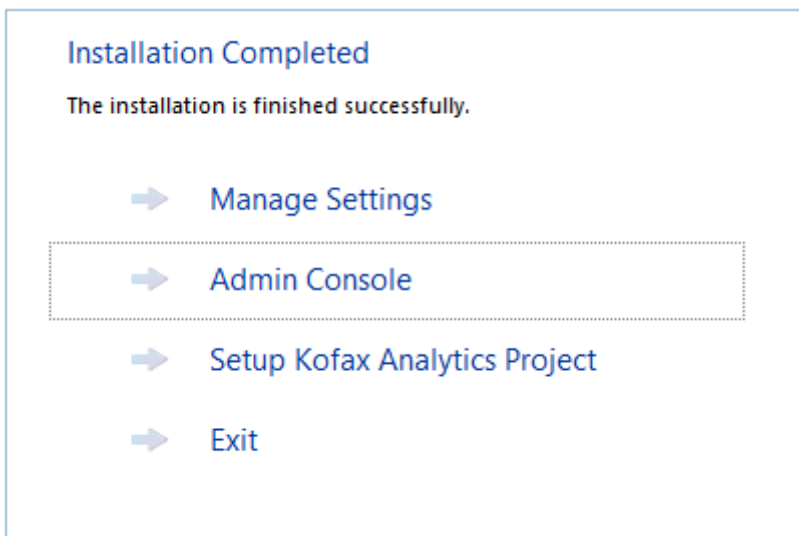 Installation Completed
The installation is finished successfully.
Manage Settings
Admin Console
Setup Kofax Analytics Project
Exit